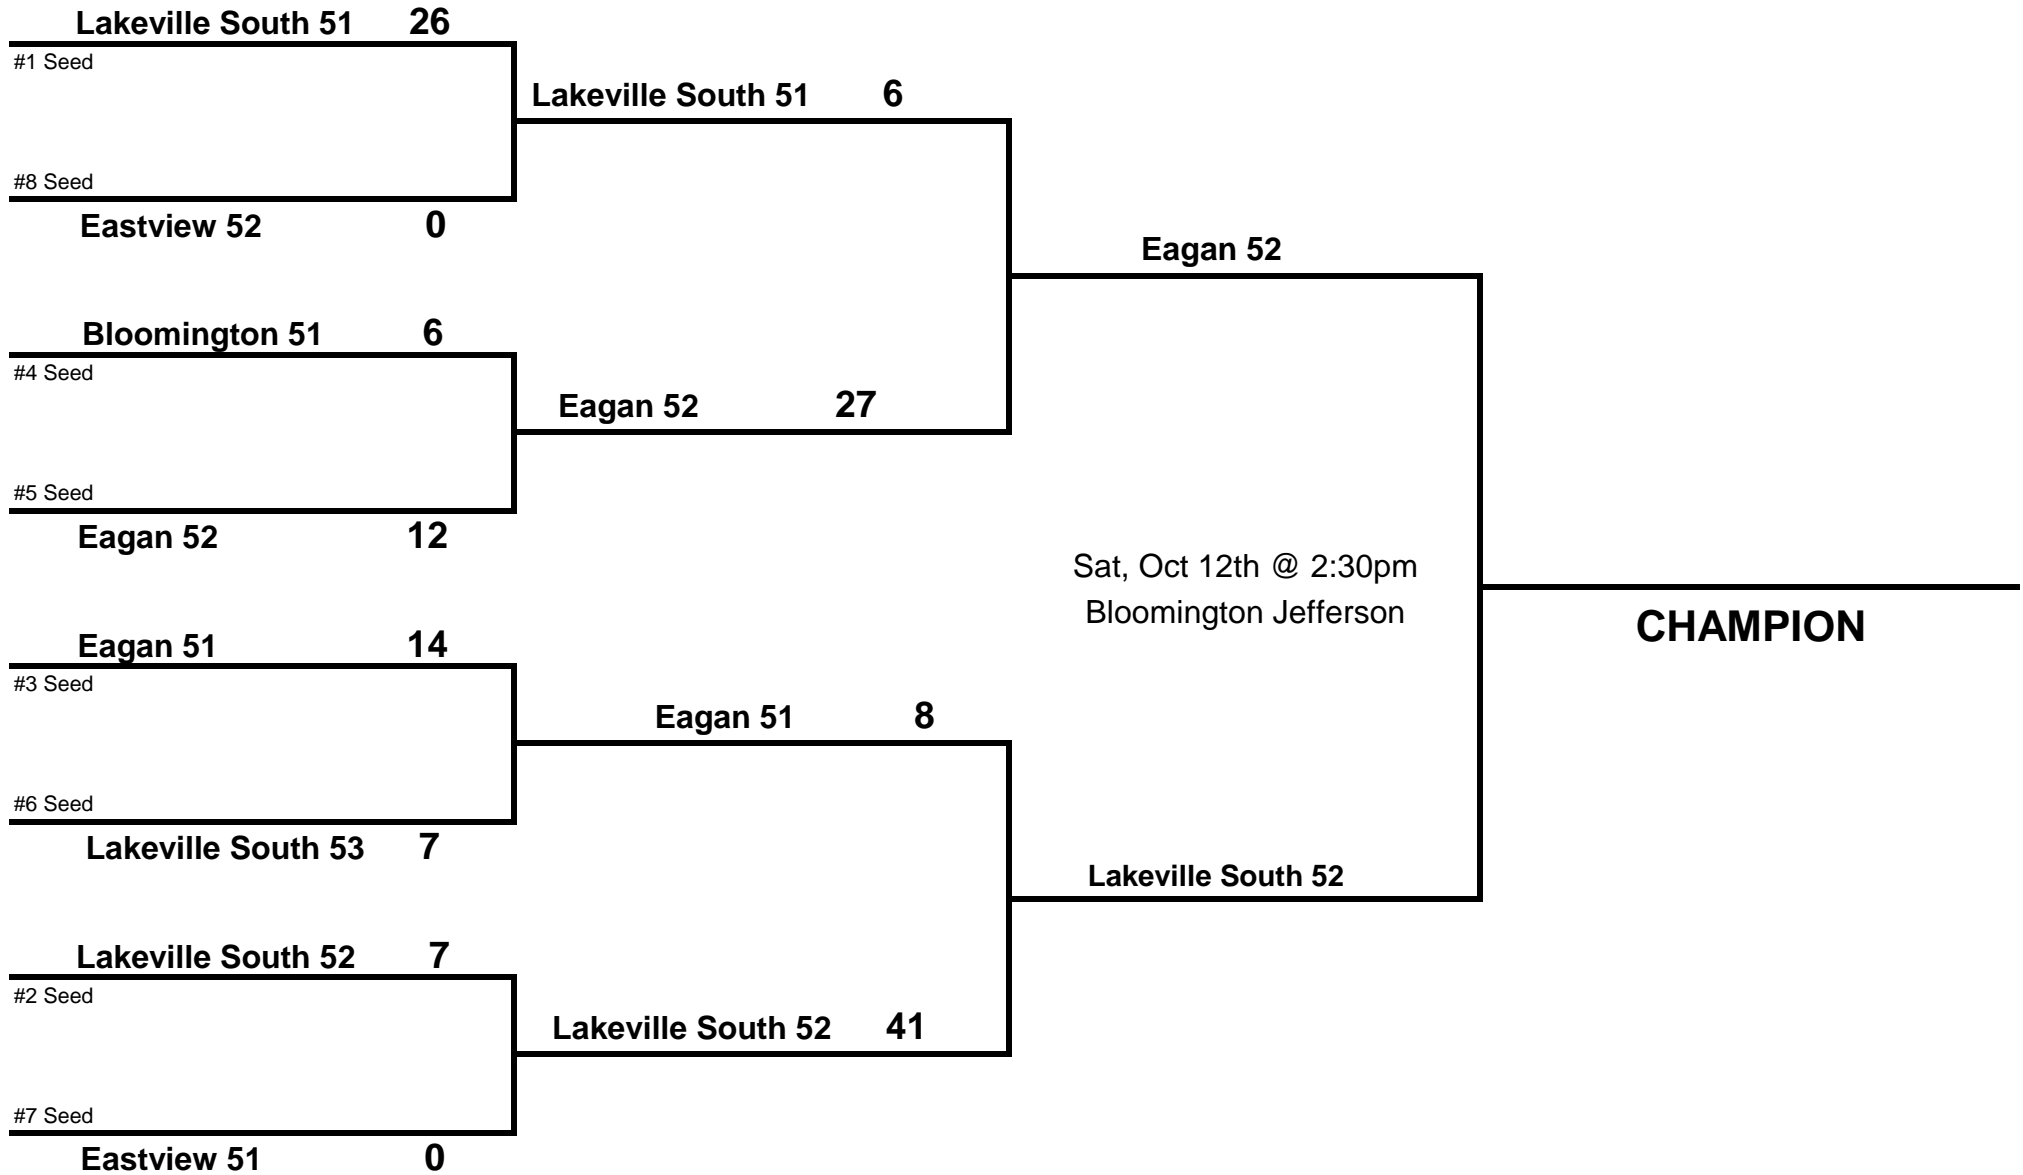 Lakeville South 51 26
#1 Seed
Lakeville South 51 6
#8 Seed
Eastview 52 0
Eagan 52
Bloomington 51 6
#4 Seed
Eagan 52 27
#5 Seed
Eagan 52 12
Sat, Oct 12th @ 2:30pm
Bloomington Jefferson
CHAMPION
Eagan 51 14
#3 Seed
Eagan 51 8
#6 Seed
Lakeville South 53 7
Lakeville South 52
Lakeville South 52 7
#2 Seed
Lakeville South 52 41
#7 Seed
Eastview 51 0